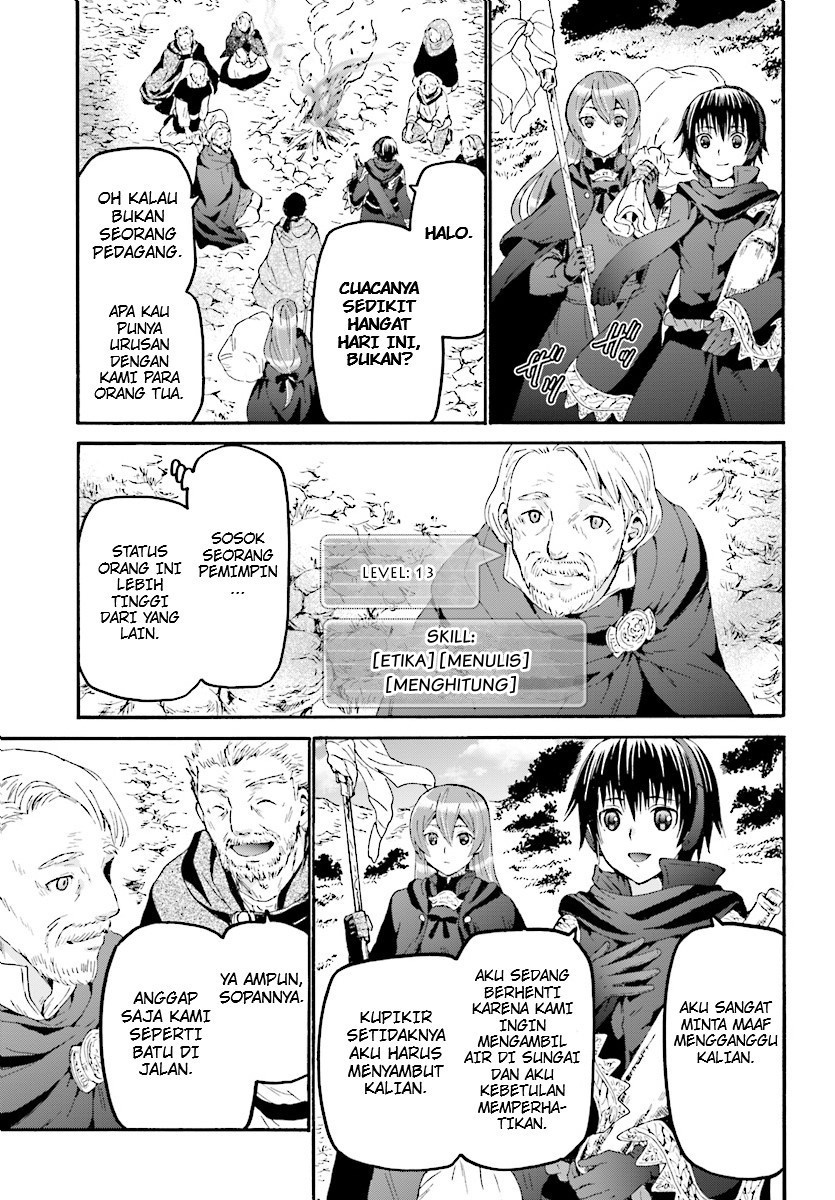 HALO.
CUACANYA
SEDIKIT
HANGAT
HARI INI,
BUKAN?
OH KALAU
BUKAN
SEORANG
PEDAGANG.
APA KAU
PUNYA
URUSAN
DENGAN
KAMI PARA
ORANG TUA.
LEVEL: 13
SKILL:
[ETIKA] [MENULIS]
[MENGHITUNG]
SOSOK
SEORANG
PEMIMPIN
...
STATUS
ORANG INI
LEBIH
TINGGI
DARI YANG
LAIN.
AKU SANGAT
MINTA MAAF
MENGGANGGU
KALIAN.
AKU SEDANG
BERHENTI
KARENA KAMI
INGIN
MENGAMBIL
AIR DI SUNGAI
DAN AKU
KEBETULAN
MEMPERHA-
TIKAN.
KUPIKIR
SETIDAKNYA
AKU HARUS
MENYAMBUT
KALIAN.
YA AMPUN,
SOPANNYA.
ANGGAP
SAJA KAMI
SEPERTI
BATU DI
JALAN.